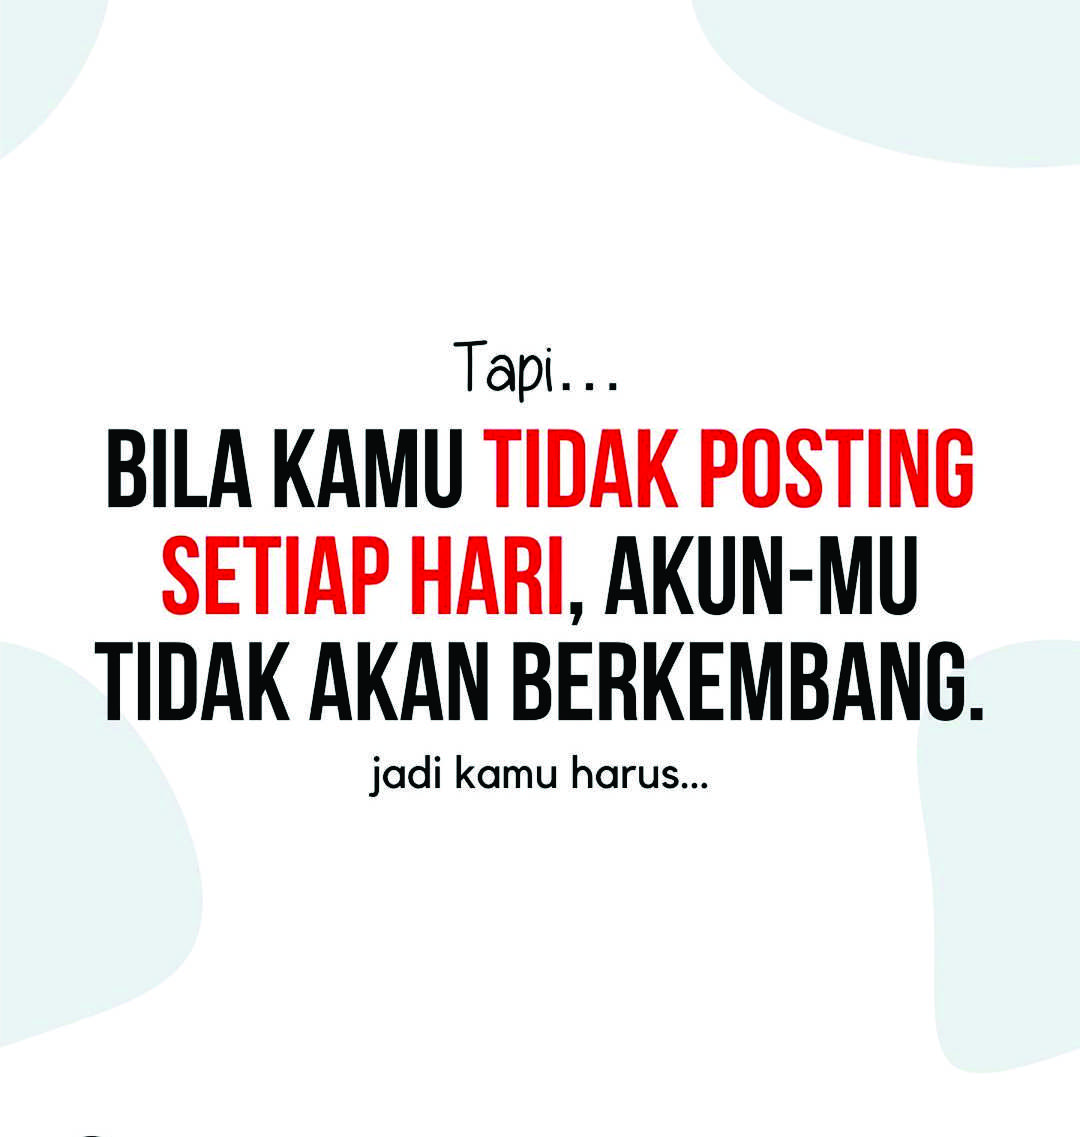 Tapi...
BILA KAMU TIDAK POSTING
SETIAP HARI, AKUN-MU
TIDAK AKAN BERKEMBANG.
jadi kamu harus...